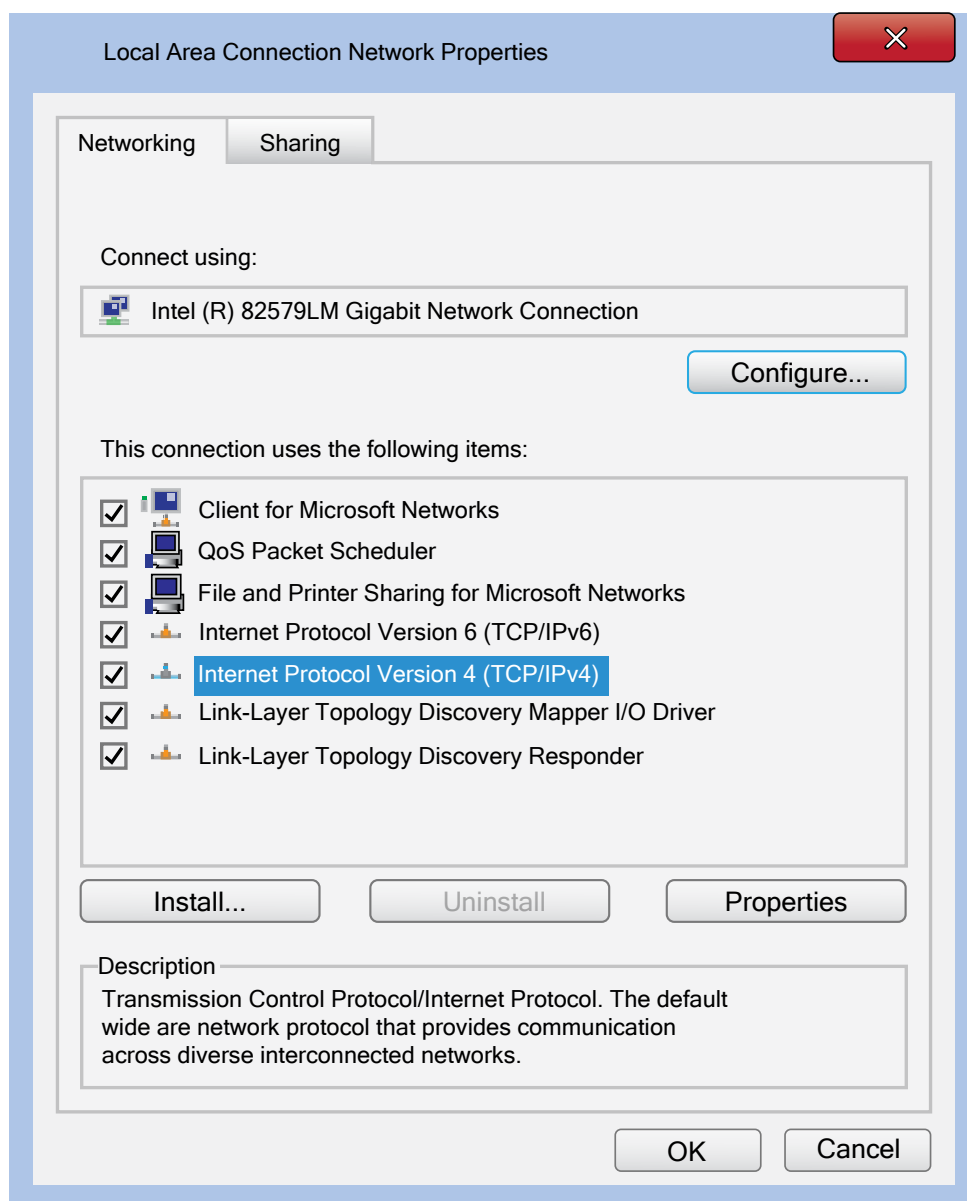 Local Area Connection Network Properties
Networking
Sharing
Connect using:
Intel (R) 82579LM Gigabit Network Connection
Configure...
This connection uses the following items:
Client for Microsoft Networks
QoS Packet Scheduler
File and Printer Sharing for Microsoft Networks
Internet Protocol Version 6 (TCP/IPv6)
Internet Protocol Version 4 (TCP/IPv4)
Link-Layer Topology Discovery Mapper I/O Driver
Link-Layer Topology Discovery Responder
Install...
Uninstall
Properties
Description
Transmission Control Protocol/Internet Protocol. The default
wide are network protocol that provides communication
across diverse interconnected networks.
OK
Cancel